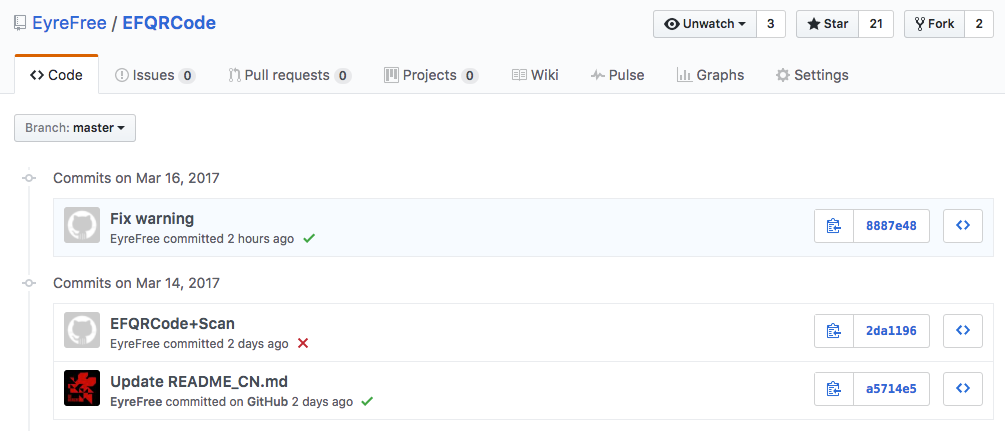 EyreFree / EFQRCode
Unwatch 3
Star 21
Fork 2
Code
Issues 0
Pull requests 0
Projects 0
Wiki
Pulse
Graphs
Settings
Branch: master
Commits on Mar 16, 2017
Fix warning
EyreFree committed 2 hours ago
8887e48
Commits on Mar 14, 2017
EFQRCode+Scan
EyreFree committed 2 days ago
2da1196
Update README_CN.md
EyreFree committed on GitHub 2 days ago
a5714e5